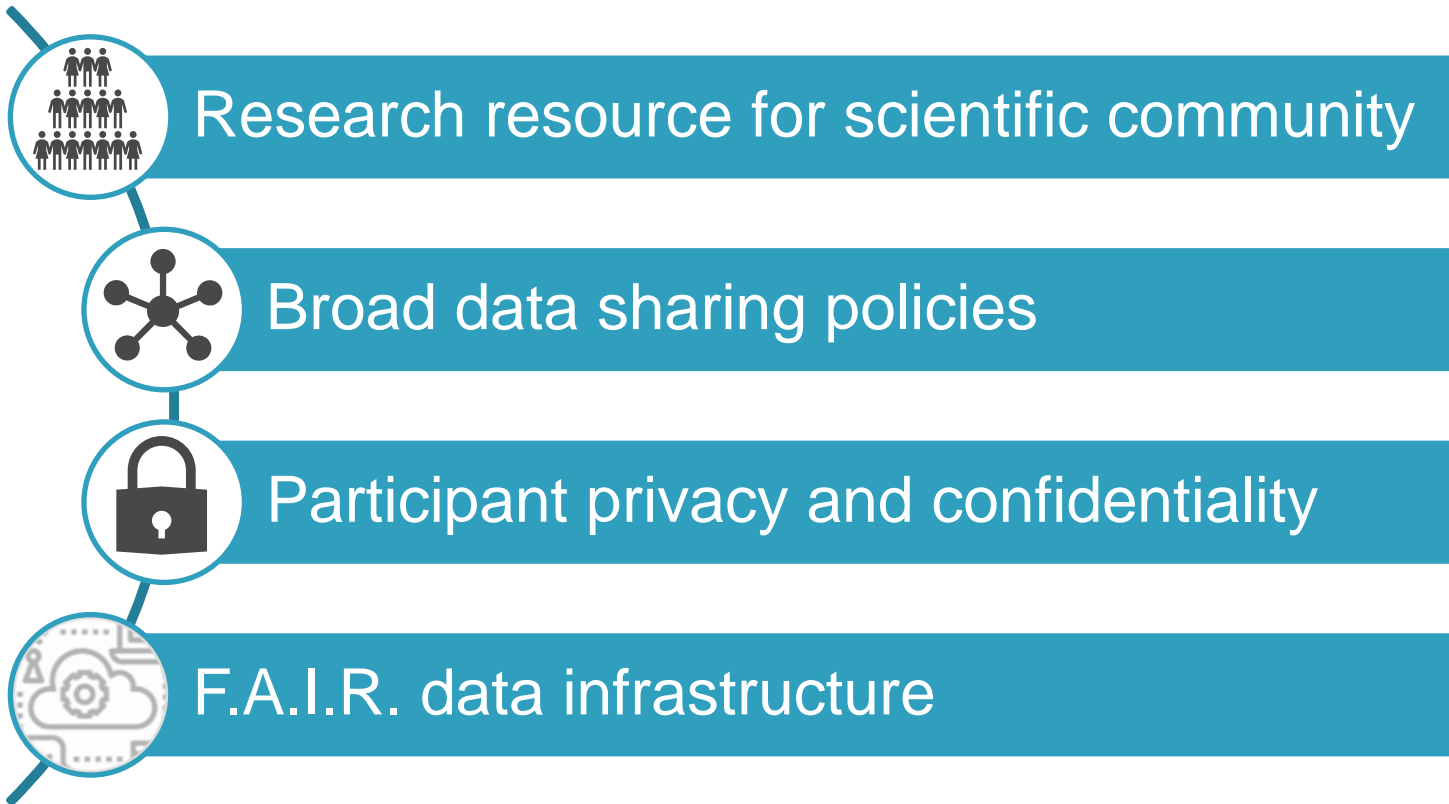 Research resource for scientific community
Broad data sharing policies
Participant privacy and confidentiality
F.A.I.R. data infrastructure